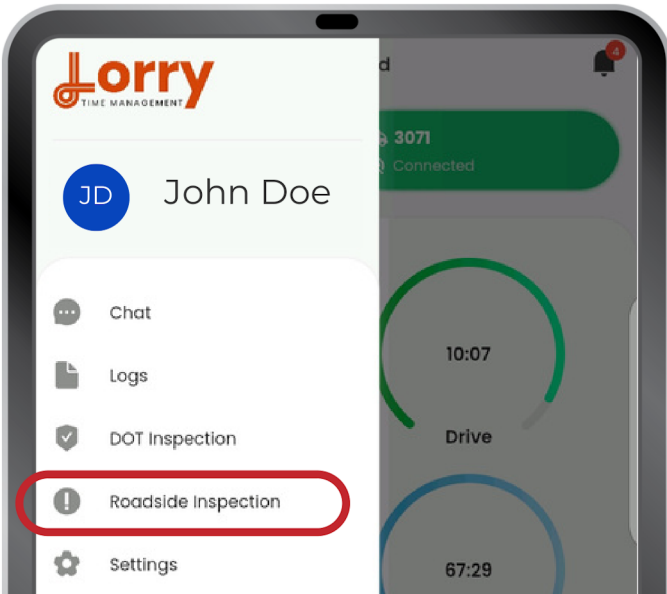 Lorry
TIME MANAGEMENT
d
4
3071
Connected
JD
John Doe
Chat
Logs
DOT Inspection
Roadside Inspection
Settings
10:07
Drive
67:29